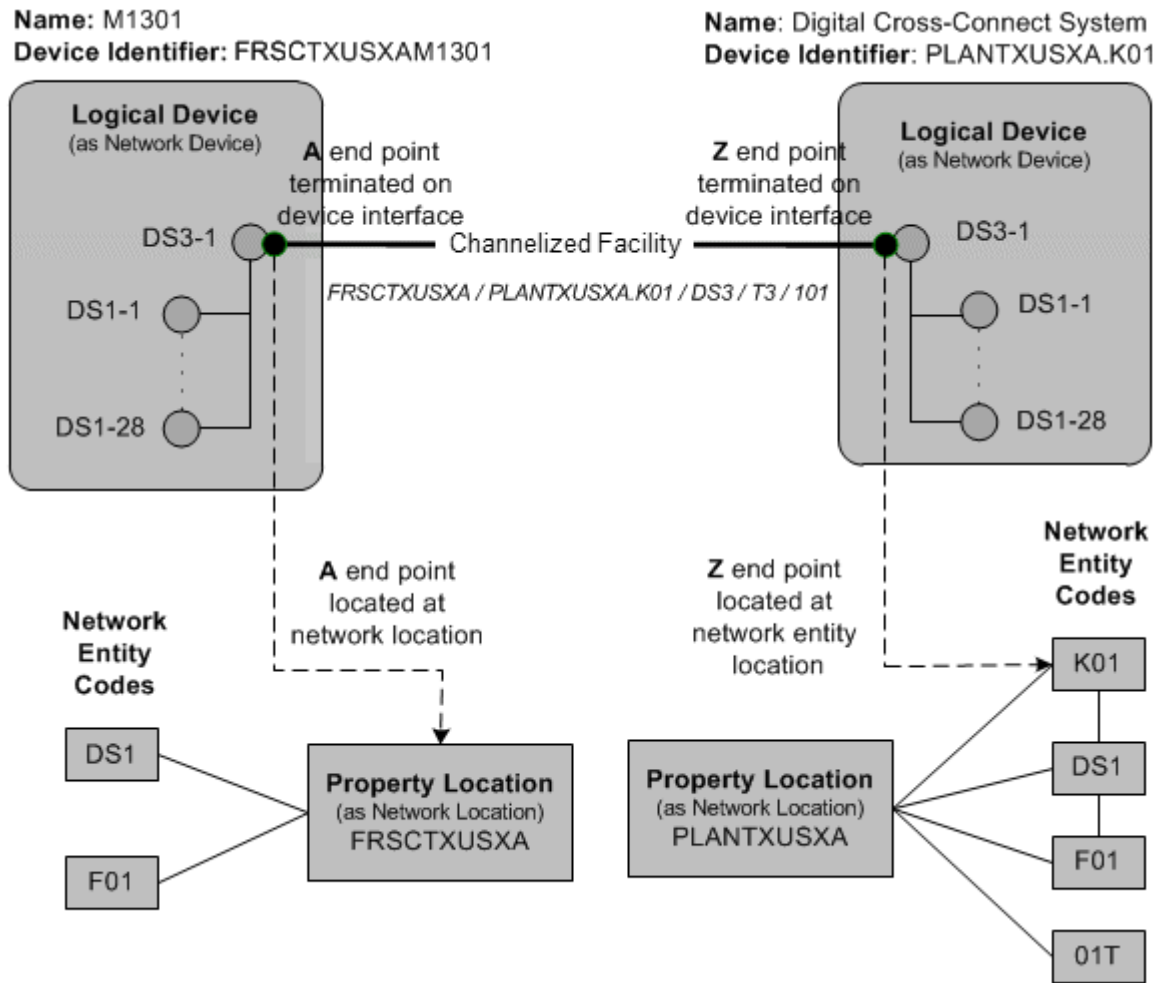 Name: M1301
Device Identifier: FRSCTXUSXAM1301
Name: Digital Cross-Connect System
Device Identifier: PLANTXUSXA.K01
Logical Device
(as Network Device)
A end point
terminated on
device interface
Z end point
terminated on
device interface
Logical Device
(as Network Device)
DS3-1
Channelized Facility
DS3-1
FRSCTXUSXA / PLANTXUSXA.K01 / DS3 / T3 / 101
DS1-1
DS1-1
DS1-28
DS1-28
A end point
located at
network location
Z end point
located at
network entity
location
Network
Entity
Codes
Network
Entity
Codes
DS1
F01
Property Location
(as Network Location)
FRSCTXUSXA
Property Location
(as Network Location)
PLANTXUSXA
K01
DS1
F01
01T